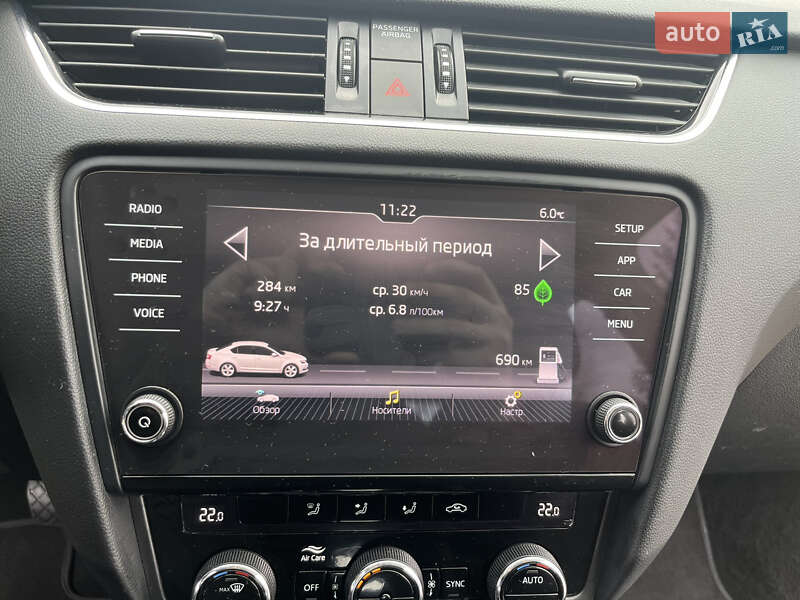 PASSENGER
AIRBAG
auto RIA
.com
RADIO
MEDIA
PHONE
VOICE
11:22
6.0°C
За длительный период
284 км
9:27 ч
ср. 30 км/ч
ср. 6.8 л/100км
85
690 км
Обзор
Носители
Настр.
SETUP
APP
CAR
MENU
22.0
22.0
Air Care
MAX
OFF
SYNC
AUTO